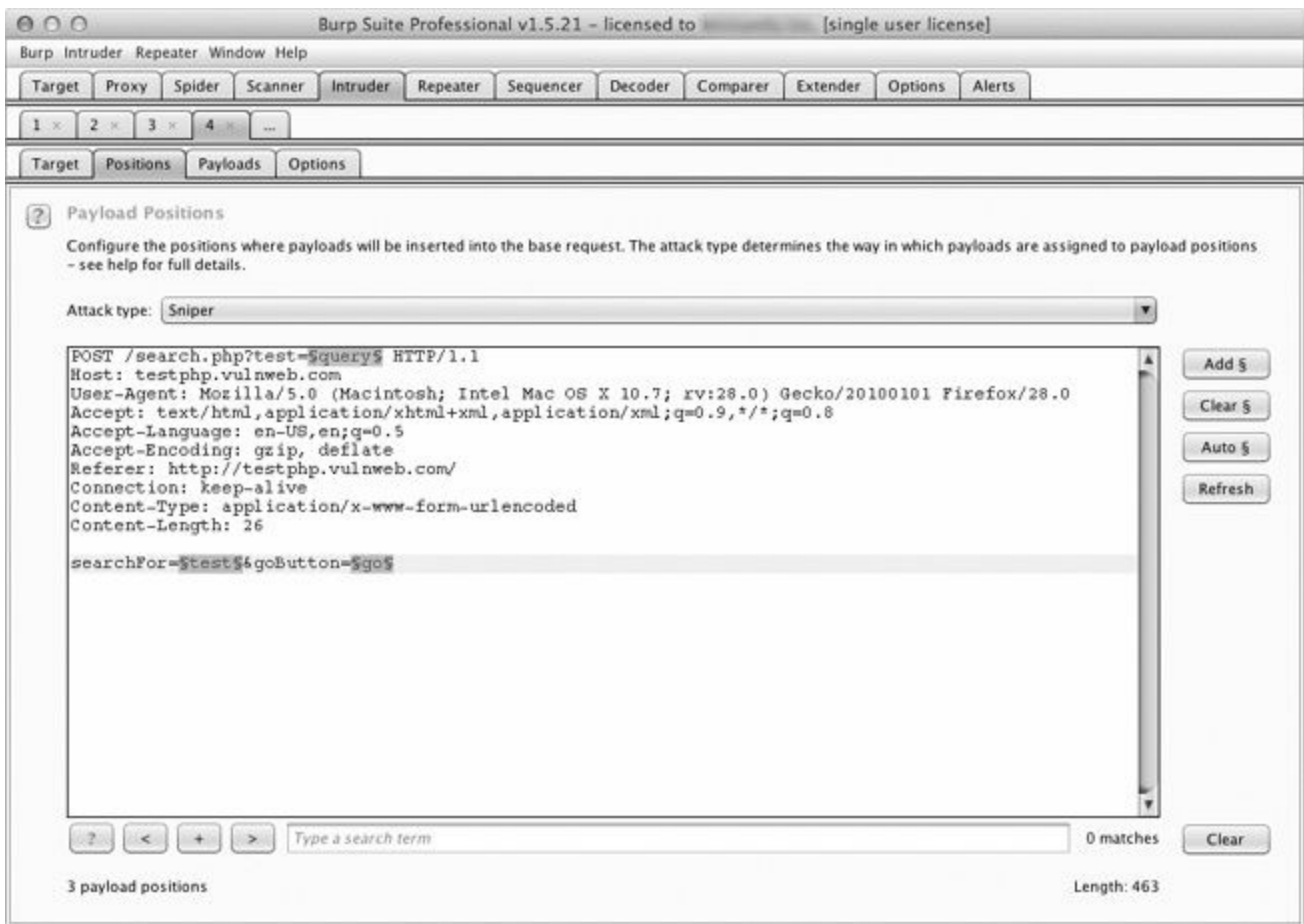 Burp Suite Professional v1.5.21 – licensed to [single user license]
Burp Intruder Repeater Window Help
Target Proxy Spider Scanner Intruder Repeater Sequencer Decoder Comparer Extender Options Alerts
1 × 2 × 3 × 4 × ...
Target Positions Payloads Options
? Payload Positions
Configure the positions where payloads will be inserted into the base request. The attack type determines the way in which payloads are assigned to payload positions
– see help for full details.
Attack type: Sniper
POST /search.php?test=§query§ HTTP/1.1
Host: testphp.vulnweb.com
User-Agent: Mozilla/5.0 (Macintosh; Intel Mac OS X 10.7; rv:28.0) Gecko/20100101 Firefox/28.0
Accept: text/html,application/xhtml+xml,application/xml;q=0.9,*/*;q=0.8
Accept-Language: en-US,en;q=0.5
Accept-Encoding: gzip, deflate
Referer: http://testphp.vulnweb.com/
Connection: keep-alive
Content-Type: application/x-www-form-urlencoded
Content-Length: 26
searchFor=§test§&goButton=§go§
Add §
Clear §
Auto §
Refresh
? < + > Type a search term 0 matches Clear
3 payload positions Length: 463